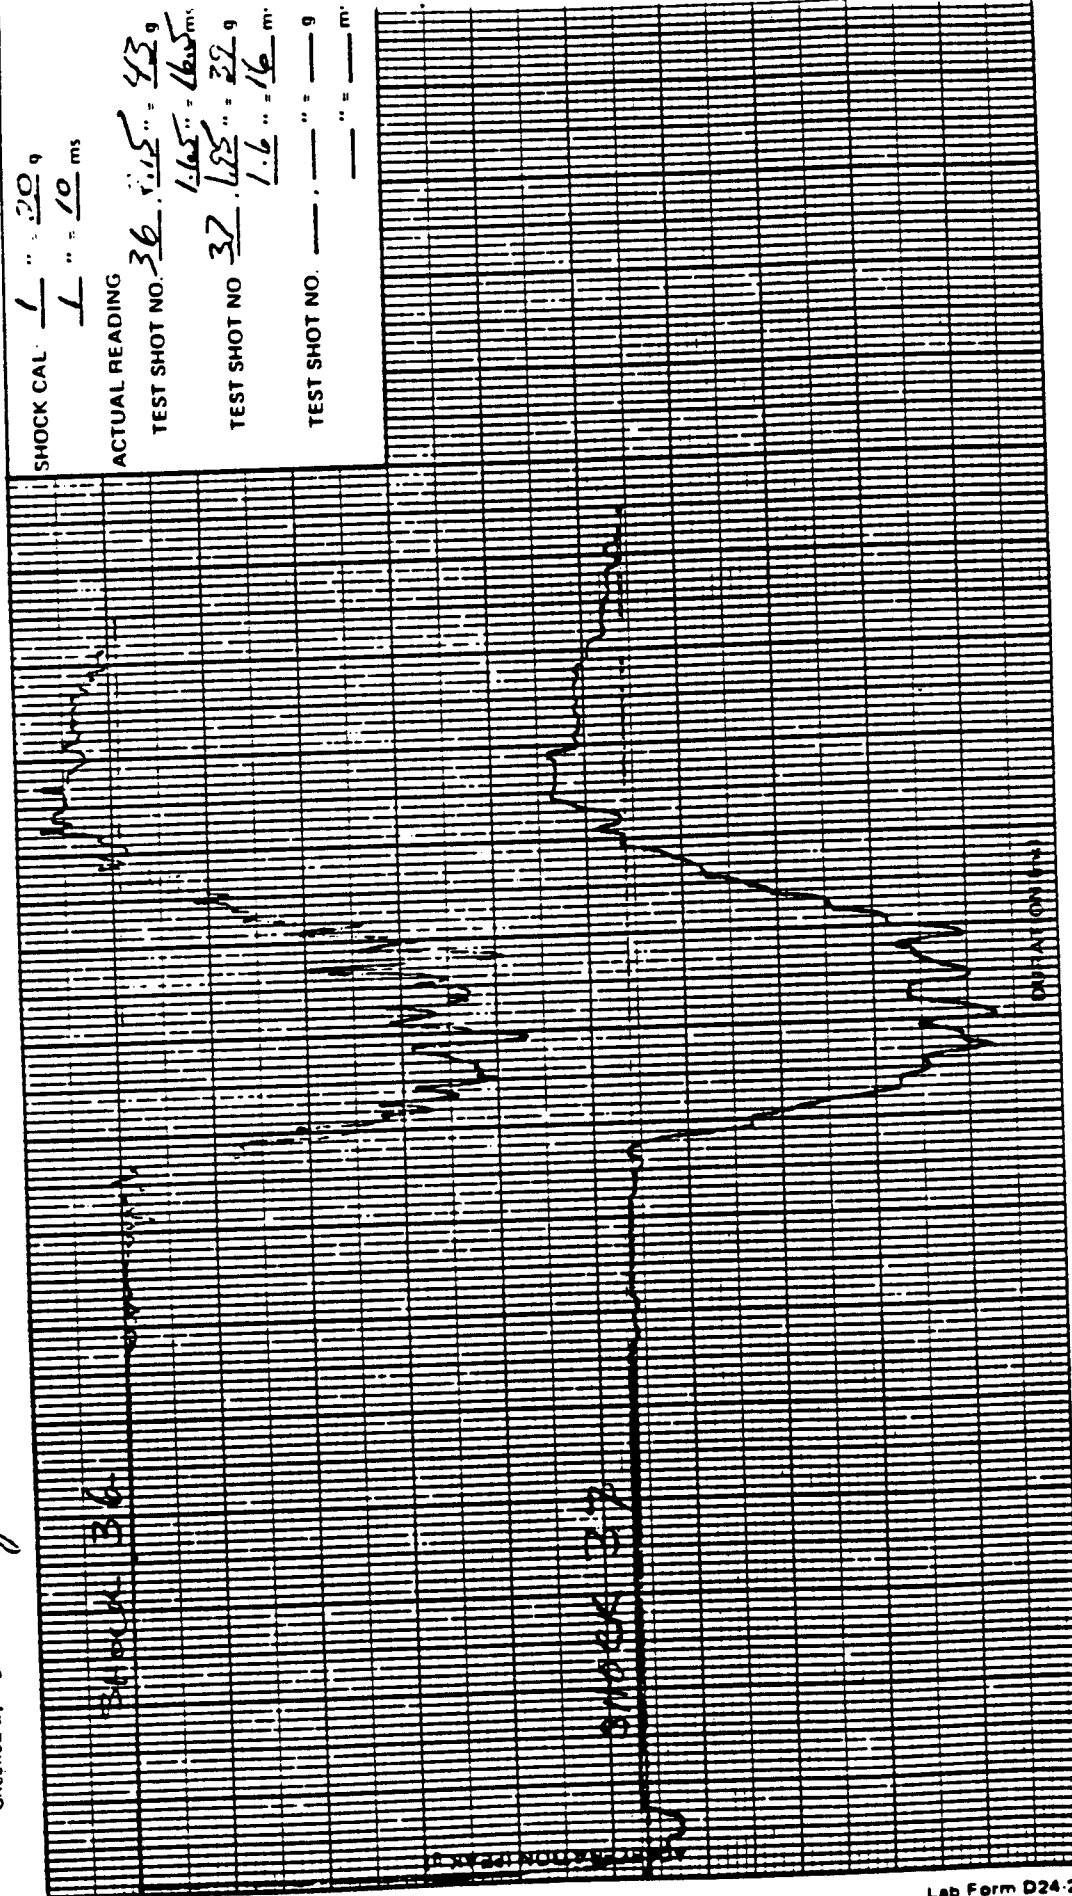 SHOCK CAL 1 " = 20 g
1 " = 10 ms
ACTUAL READING
TEST SHOT NO. 36 . 2.15 " = 43 g
1.65 " = 16.5 ms
TEST SHOT NO 37 . 1.95 " = 39 g
1.6 " = 16 m
TEST SHOT NO. . " = g
" = m
SHOCK 36
SHOCK 37
ACCELERATION (PEAK g)
DURATION (ms)
Lab Form D24-2